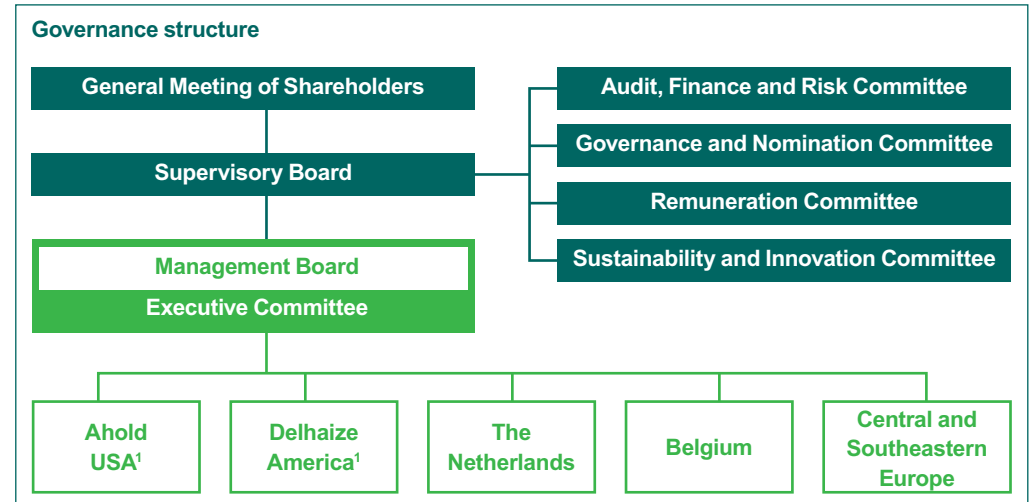 Governance structure
General Meeting of Shareholders
Audit, Finance and Risk Committee
Governance and Nomination Committee
Supervisory Board
Remuneration Committee
Sustainability and Innovation Committee
Management Board
Executive Committee
Ahold
USA¹
Delhaize
America¹
The
Netherlands
Belgium
Central and
Southeastern
Europe